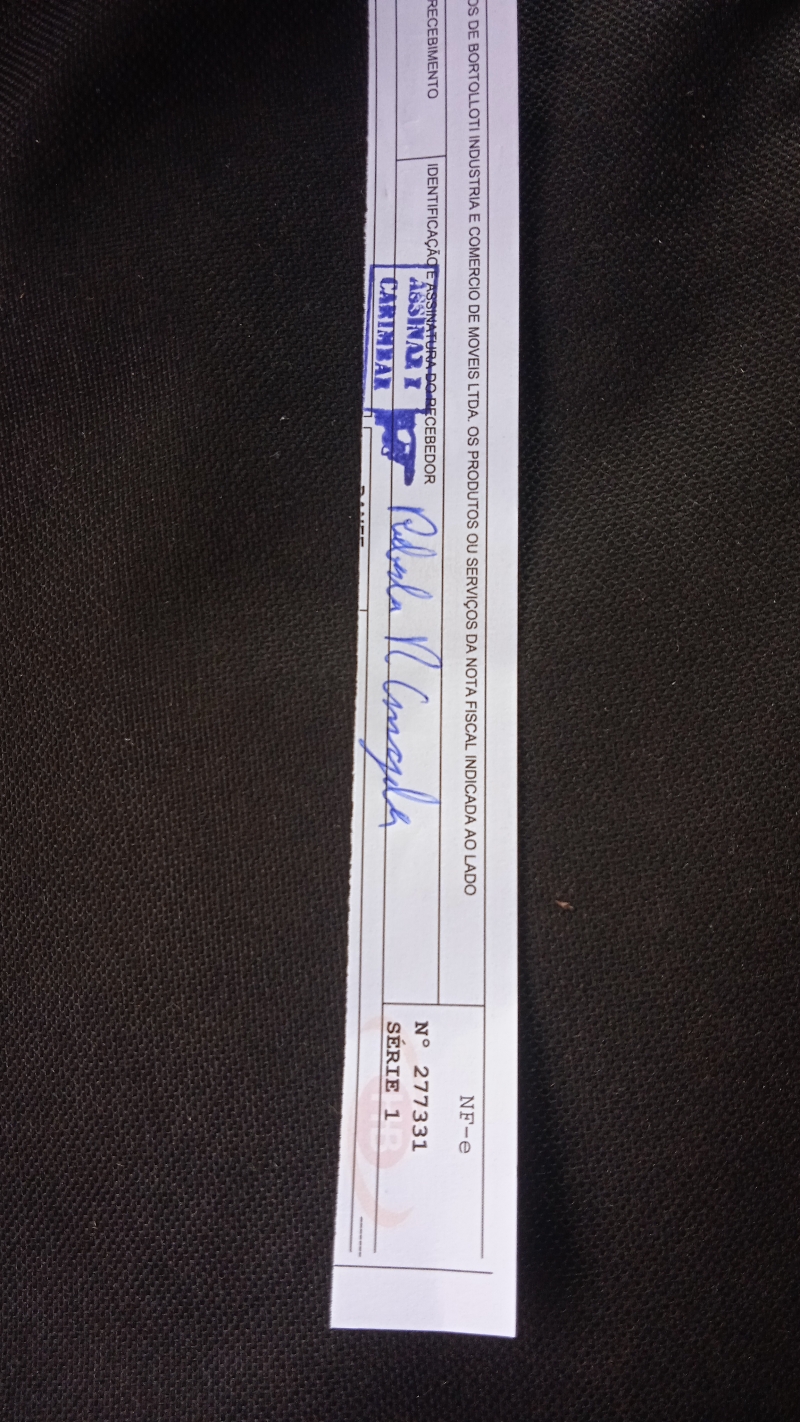 OS DE BORTOLLOTI INDUSTRIA E COMERCIO DE MOVEIS LTDA. OS PRODUTOS OU SERVIÇOS DA NOTA FISCAL INDICADA AO LADO
RECEBIMENTO
IDENTIFICAÇÃO E ASSINATURA DO RECEBEDOR
ASSINAR E
CARIMBAR
NF-e
Nº 277331
SÉRIE 1